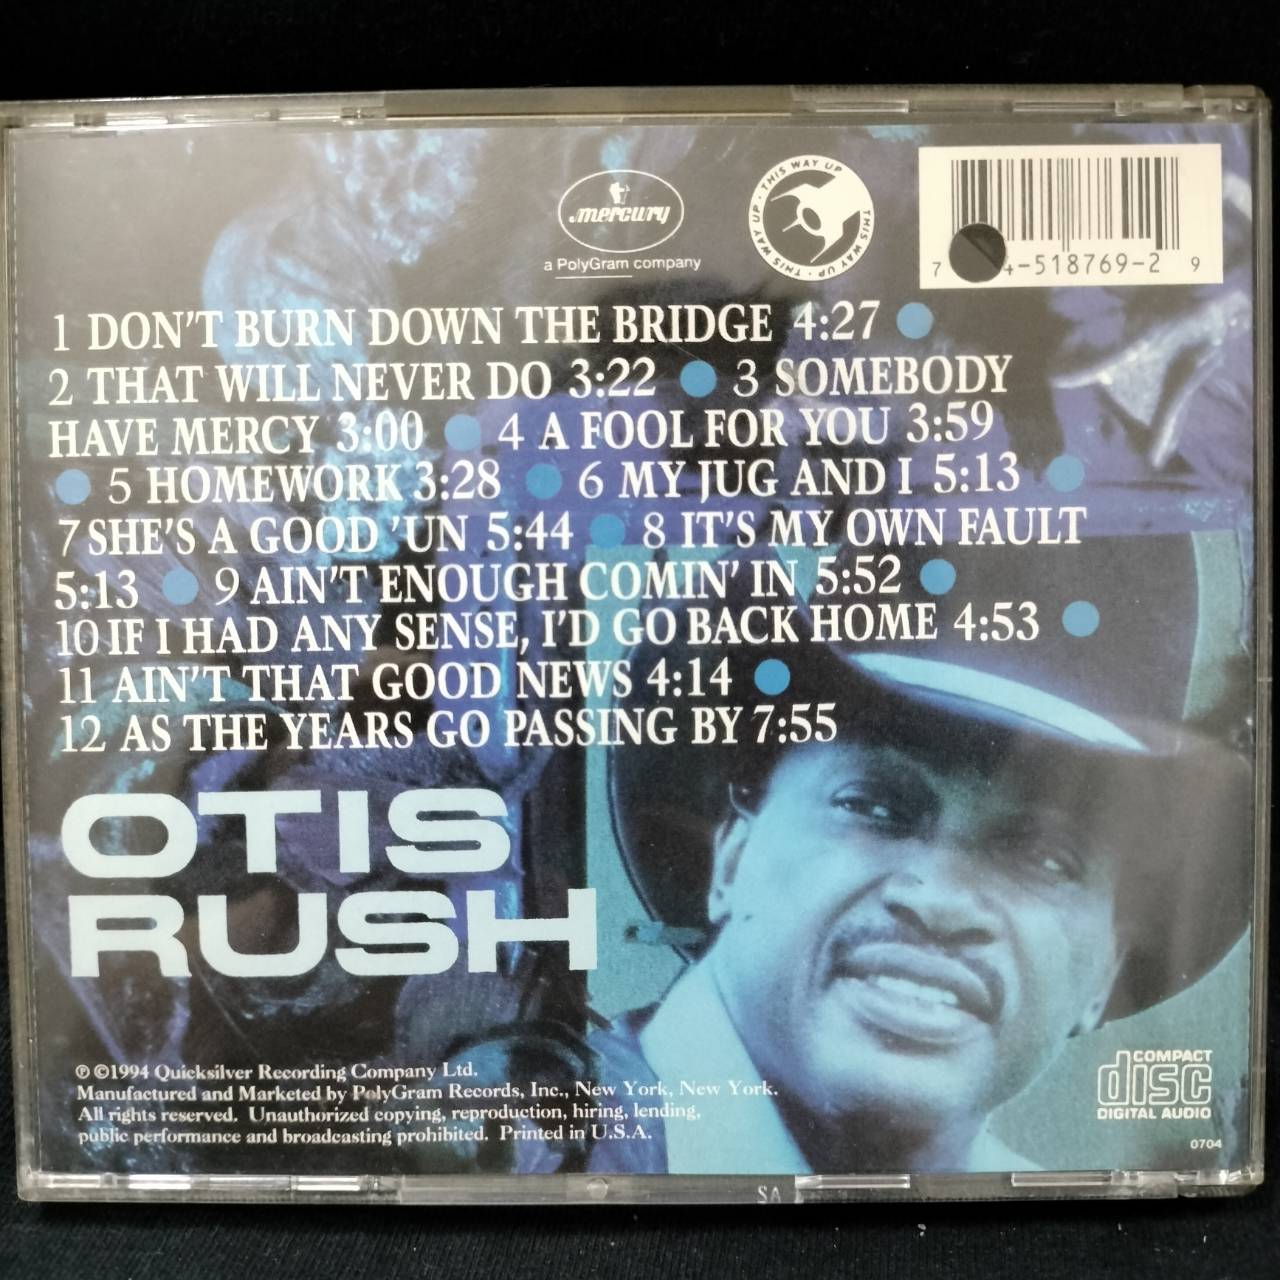 mercury
a PolyGram company
THIS WAY UP · THIS WAY UP · THIS WAY UP ·
7 4-518769-2 9
1 DON'T BURN DOWN THE BRIDGE 4:27 ●
2 THAT WILL NEVER DO 3:22 ● 3 SOMEBODY
HAVE MERCY 3:00 ● 4 A FOOL FOR YOU 3:59
● 5 HOMEWORK 3:28 ● 6 MY JUG AND I 5:13 ●
7 SHE'S A GOOD 'UN 5:44 ● 8 IT'S MY OWN FAULT
5:13 ● 9 AIN'T ENOUGH COMIN' IN 5:52 ●
10 IF I HAD ANY SENSE, I'D GO BACK HOME 4:53 ●
11 AIN'T THAT GOOD NEWS 4:14 ●
12 AS THE YEARS GO PASSING BY 7:55
OTIS
RUSH
℗ ©1994 Quicksilver Recording Company Ltd.
Manufactured and Marketed by PolyGram Records, Inc., New York, New York.
All rights reserved. Unauthorized copying, reproduction, hiring, lending,
public performance and broadcasting prohibited. Printed in U.S.A.
COMPACT
disc
DIGITAL AUDIO
0704
SA